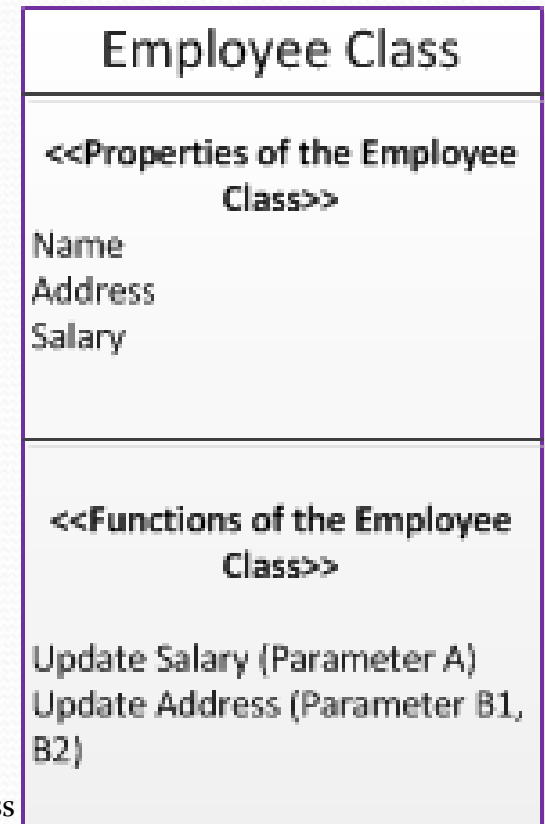 Employee Class
<<Properties of the Employee
Class>>
Name
Address
Salary
<<Functions of the Employee
Class>>
Update Salary (Parameter A)
Update Address (Parameter B1,
B2)